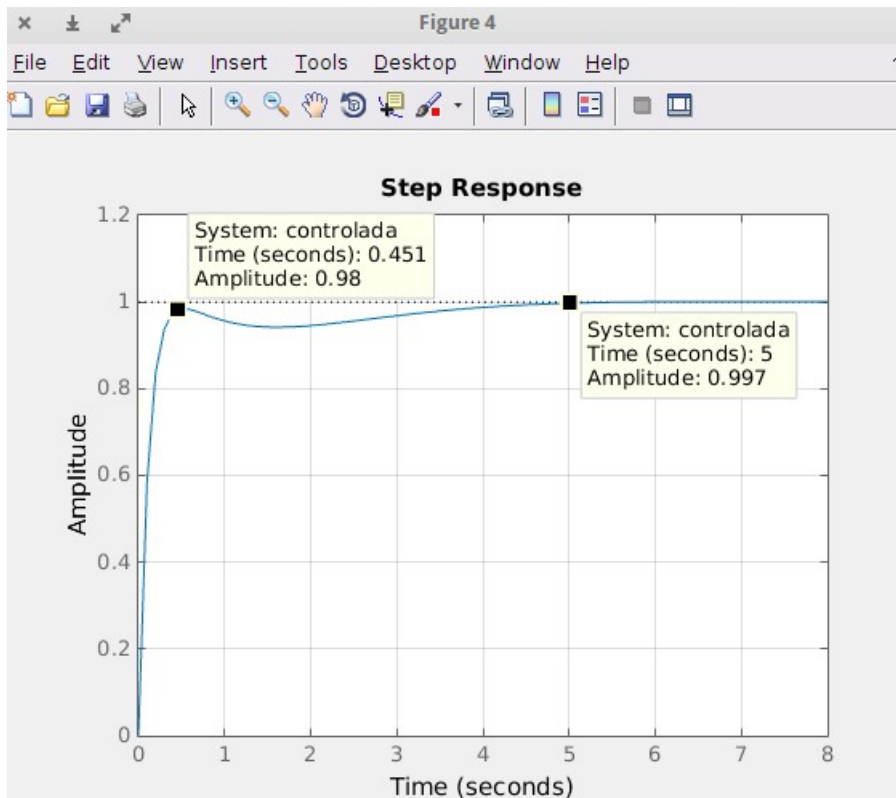 Figure 4
File Edit View Insert Tools Desktop Window Help
Step Response
System: controlada
Time (seconds): 0.451
Amplitude: 0.98
System: controlada
Time (seconds): 5
Amplitude: 0.997
Amplitude
1.2
1
0.8
0.6
0.4
0.2
0
0 1 2 3 4 5 6 7 8
Time (seconds)